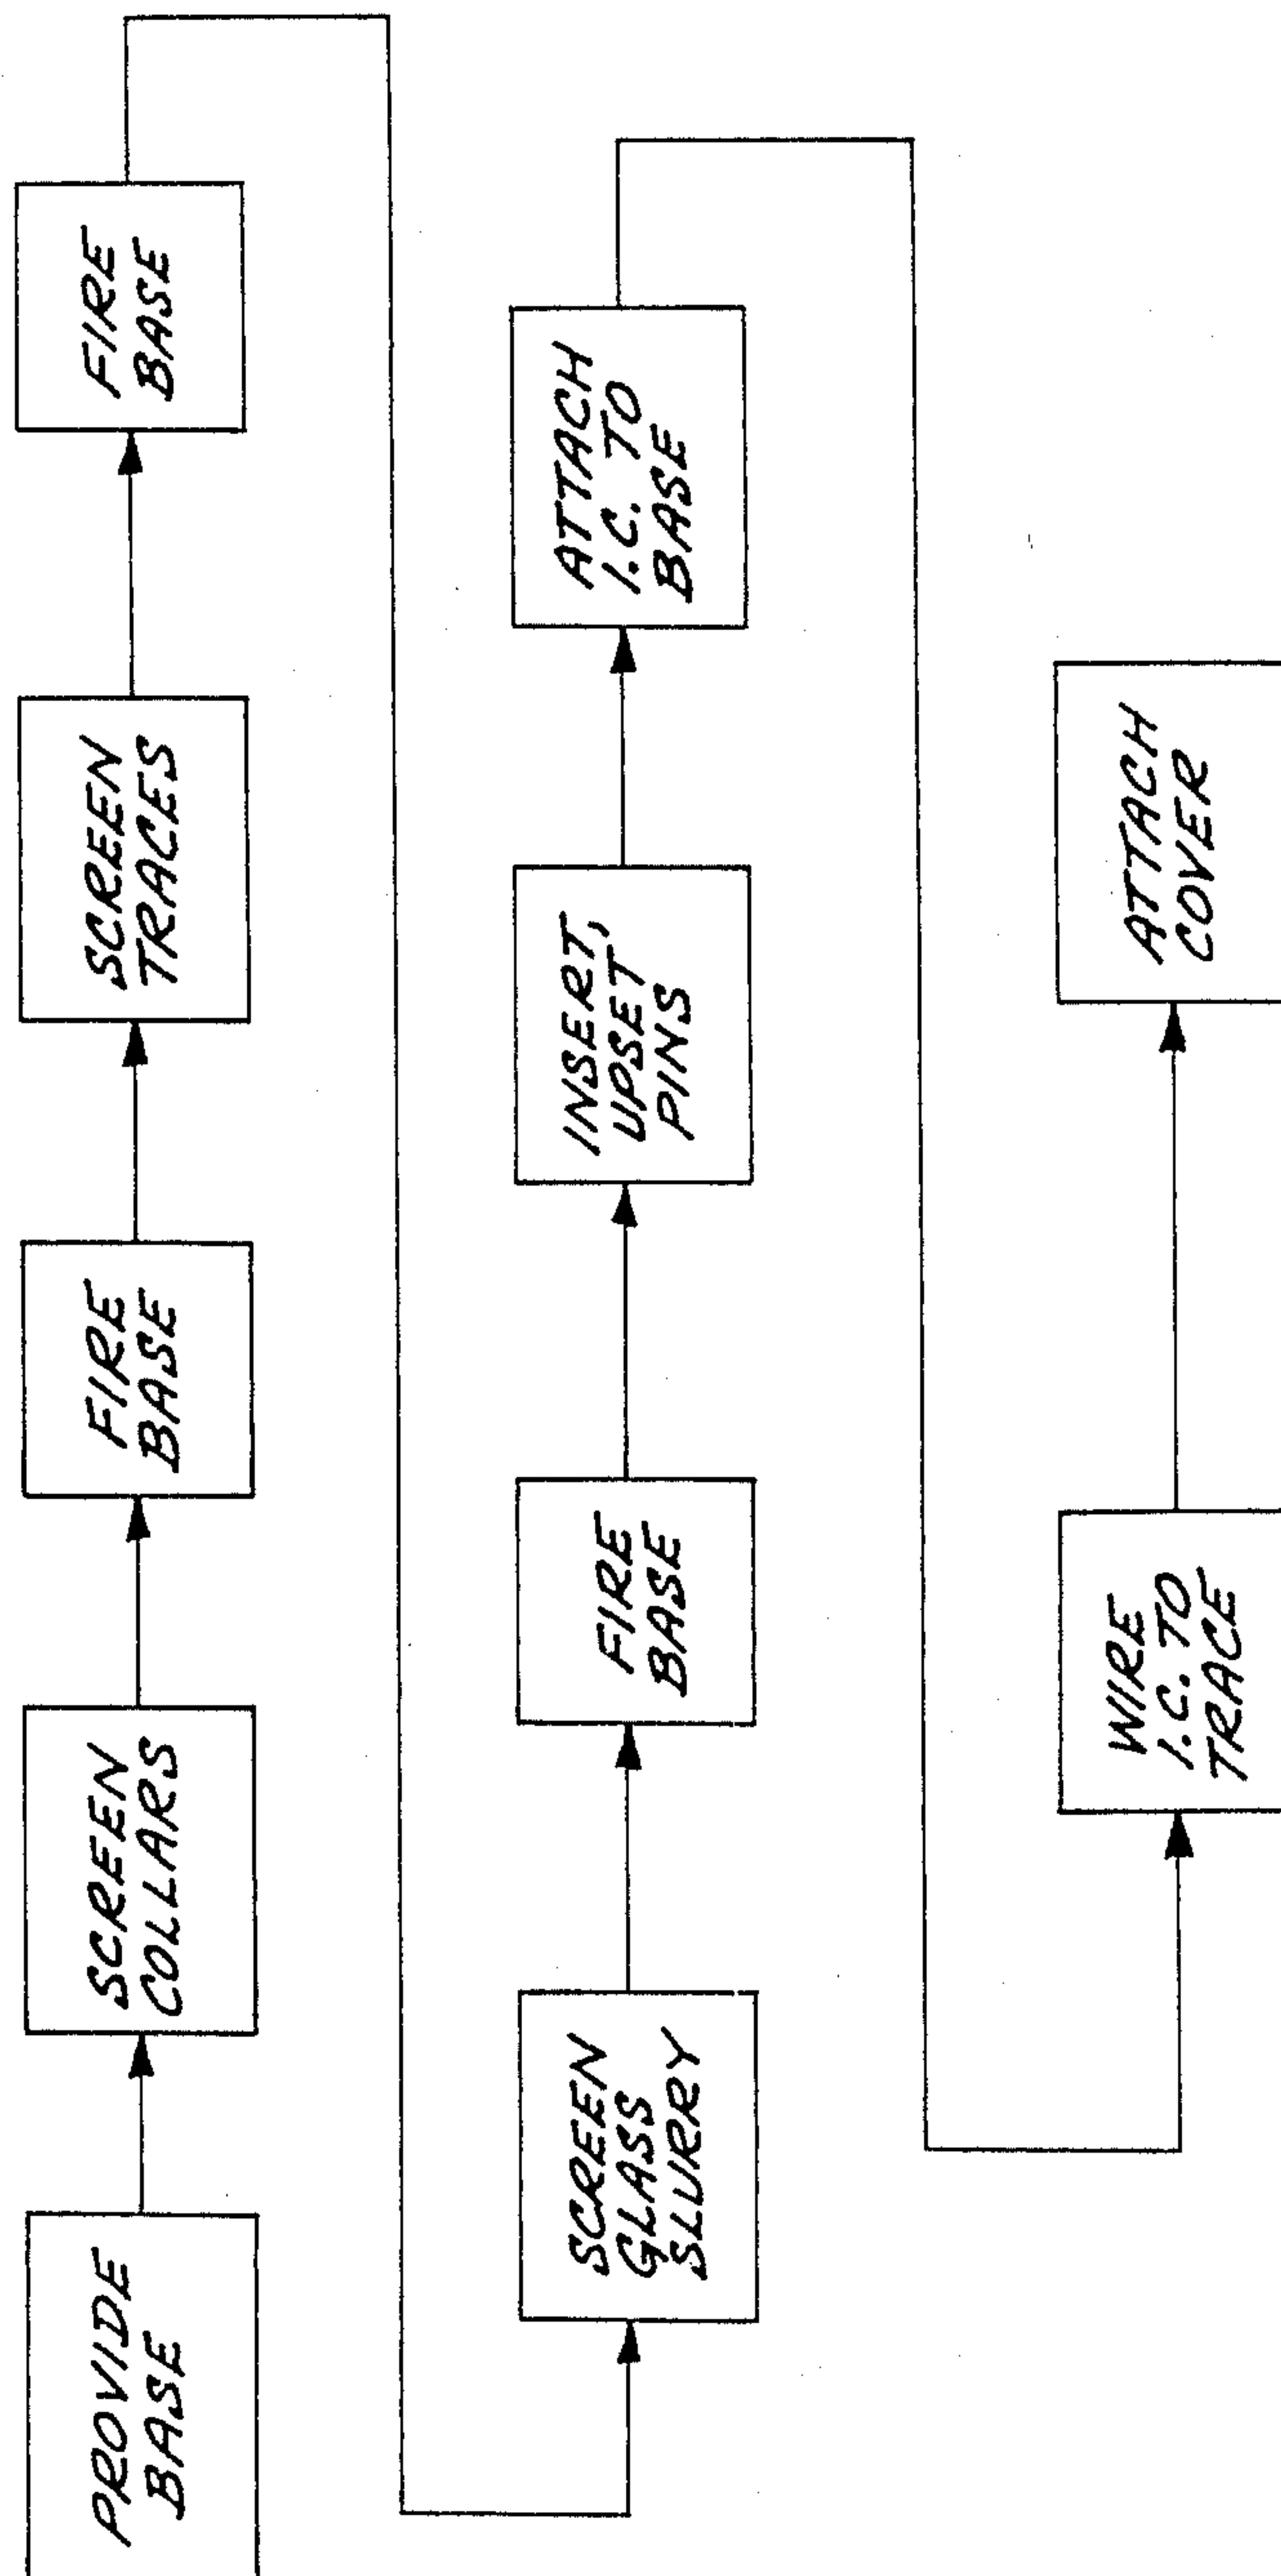 PROVIDE
BASE
SCREEN
COLLARS
FIRE
BASE
SCREEN
TRACES
FIRE
BASE
SCREEN
GLASS
SLURRY
FIRE
BASE
INSERT,
UPSET
PINS
ATTACH
I.C. TO
BASE
WIRE
I.C. TO
TRACE
ATTACH
COVER